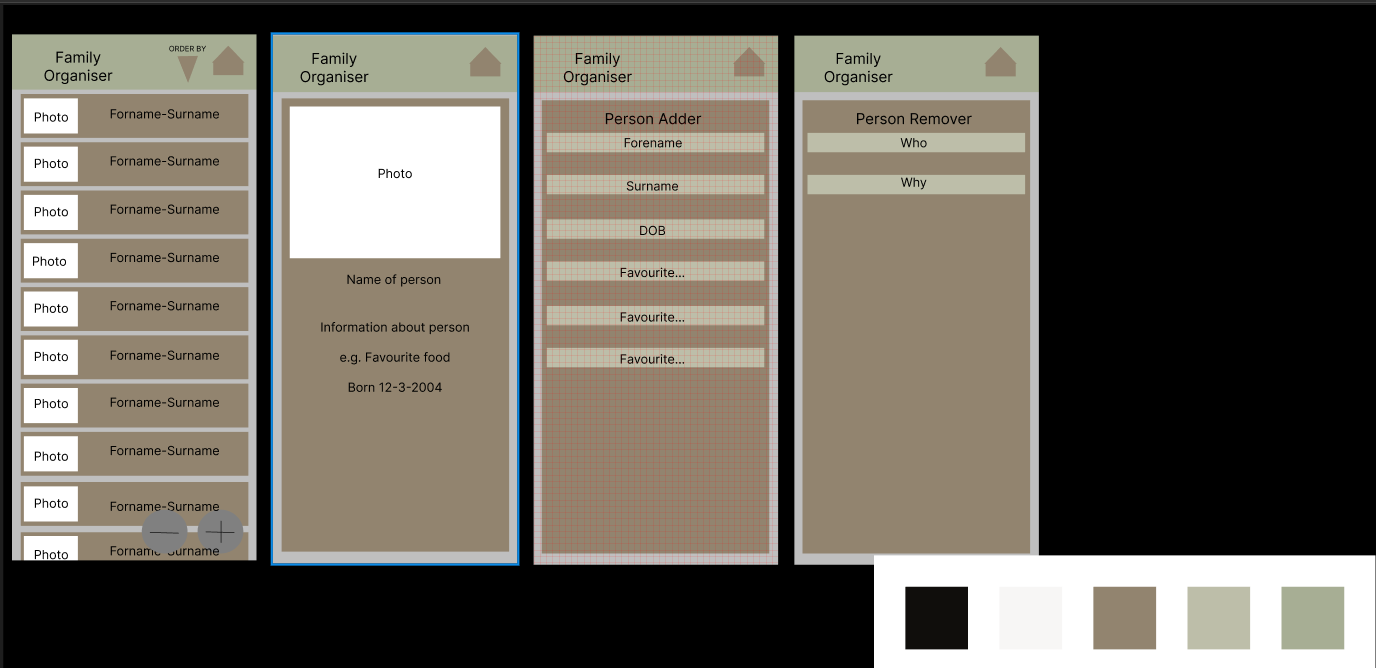 Family
Organiser
ORDER BY
Photo
Forname-Surname
Photo
Forname-Surname
Photo
Forname-Surname
Photo
Forname-Surname
Photo
Forname-Surname
Photo
Forname-Surname
Photo
Forname-Surname
Photo
Forname-Surname
Photo
Forname-Surname
Photo
Forname-Surname
Family
Organiser
Photo
Name of person
Information about person
e.g. Favourite food
Born 12-3-2004
Family
Organiser
Person Adder
Forename
Surname
DOB
Favourite...
Favourite...
Favourite...
Family
Organiser
Person Remover
Who
Why